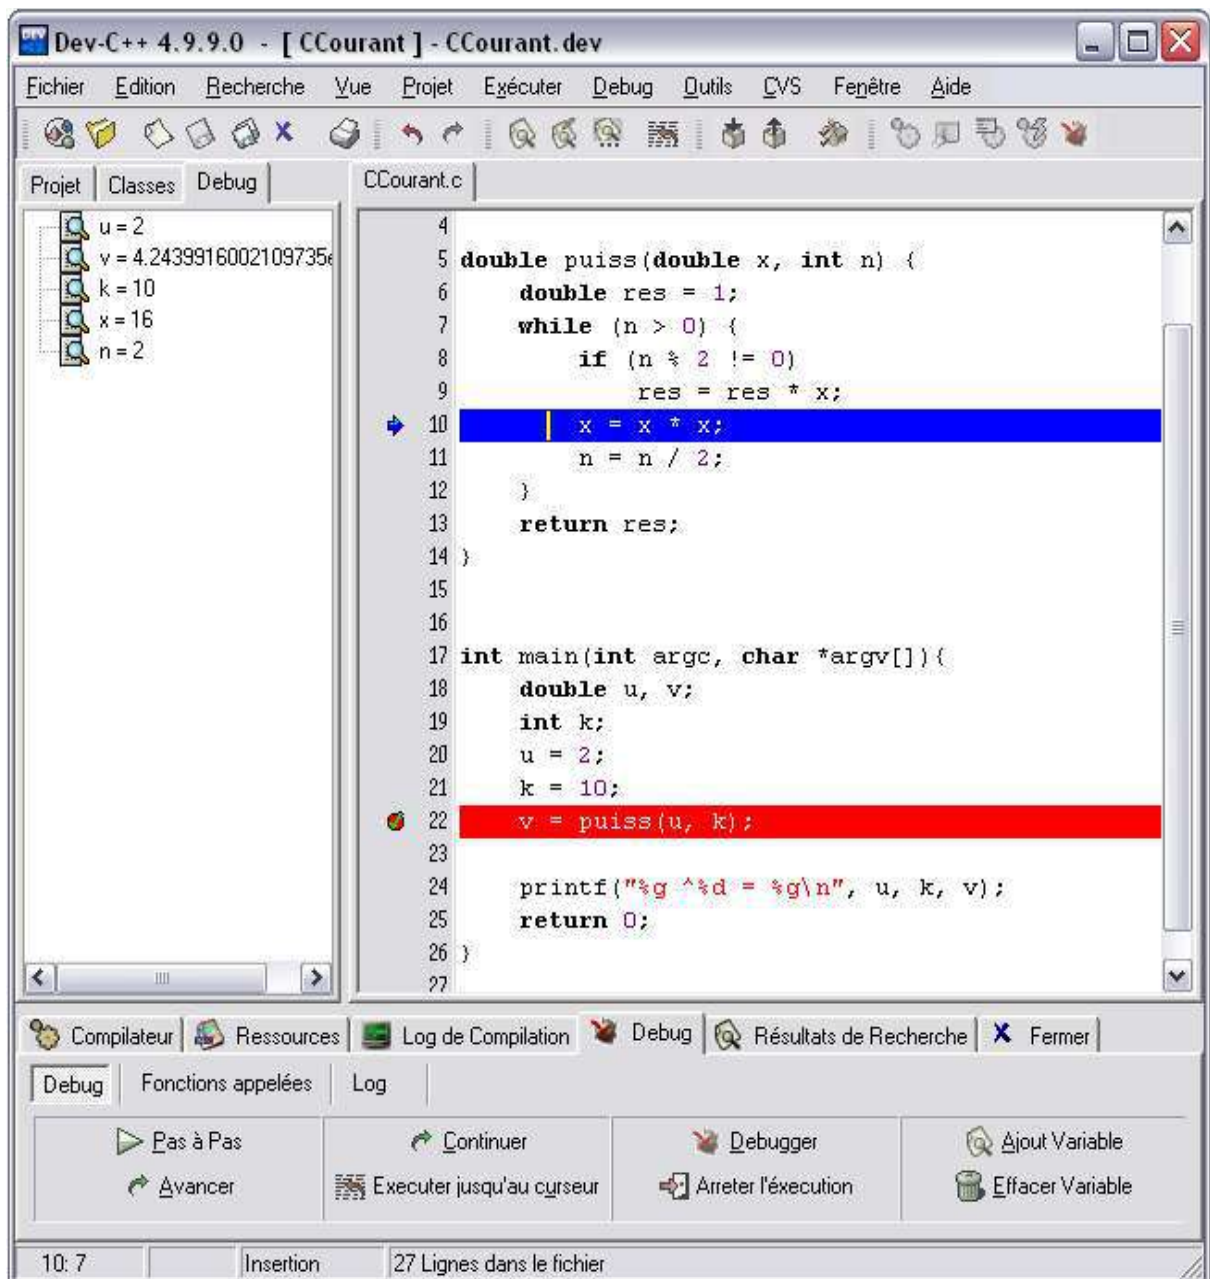 Dev-C++ 4.9.9.0 - [ CCourant ] - CCourant.dev
Fichier Edition Recherche Vue Projet Exécuter Debug Outils CVS Fenêtre Aide
Projet Classes Debug
CCourant.c
u = 2
v = 4.2439916002109735e
k = 10
x = 16
n = 2
4
5 double puiss(double x, int n) {
6 double res = 1;
7 while (n > 0) {
8 if (n % 2 != 0)
9 res = res * x;
10 x = x * x;
11 n = n / 2;
12 }
13 return res;
14 }
15
16
17 int main(int argc, char *argv[]){
18 double u, v;
19 int k;
20 u = 2;
21 k = 10;
22 v = puiss(u, k);
23
24 printf("%g ^%d = %g\n", u, k, v);
25 return 0;
26 }
27
Compilateur Ressources Log de Compilation Debug Résultats de Recherche Fermer
Debug Fonctions appelées Log
Pas à Pas Continuer Debugger Ajout Variable
Avancer Executer jusqu'au curseur Arreter l'éxecution Effacer Variable
10: 7 Insertion 27 Lignes dans le fichier